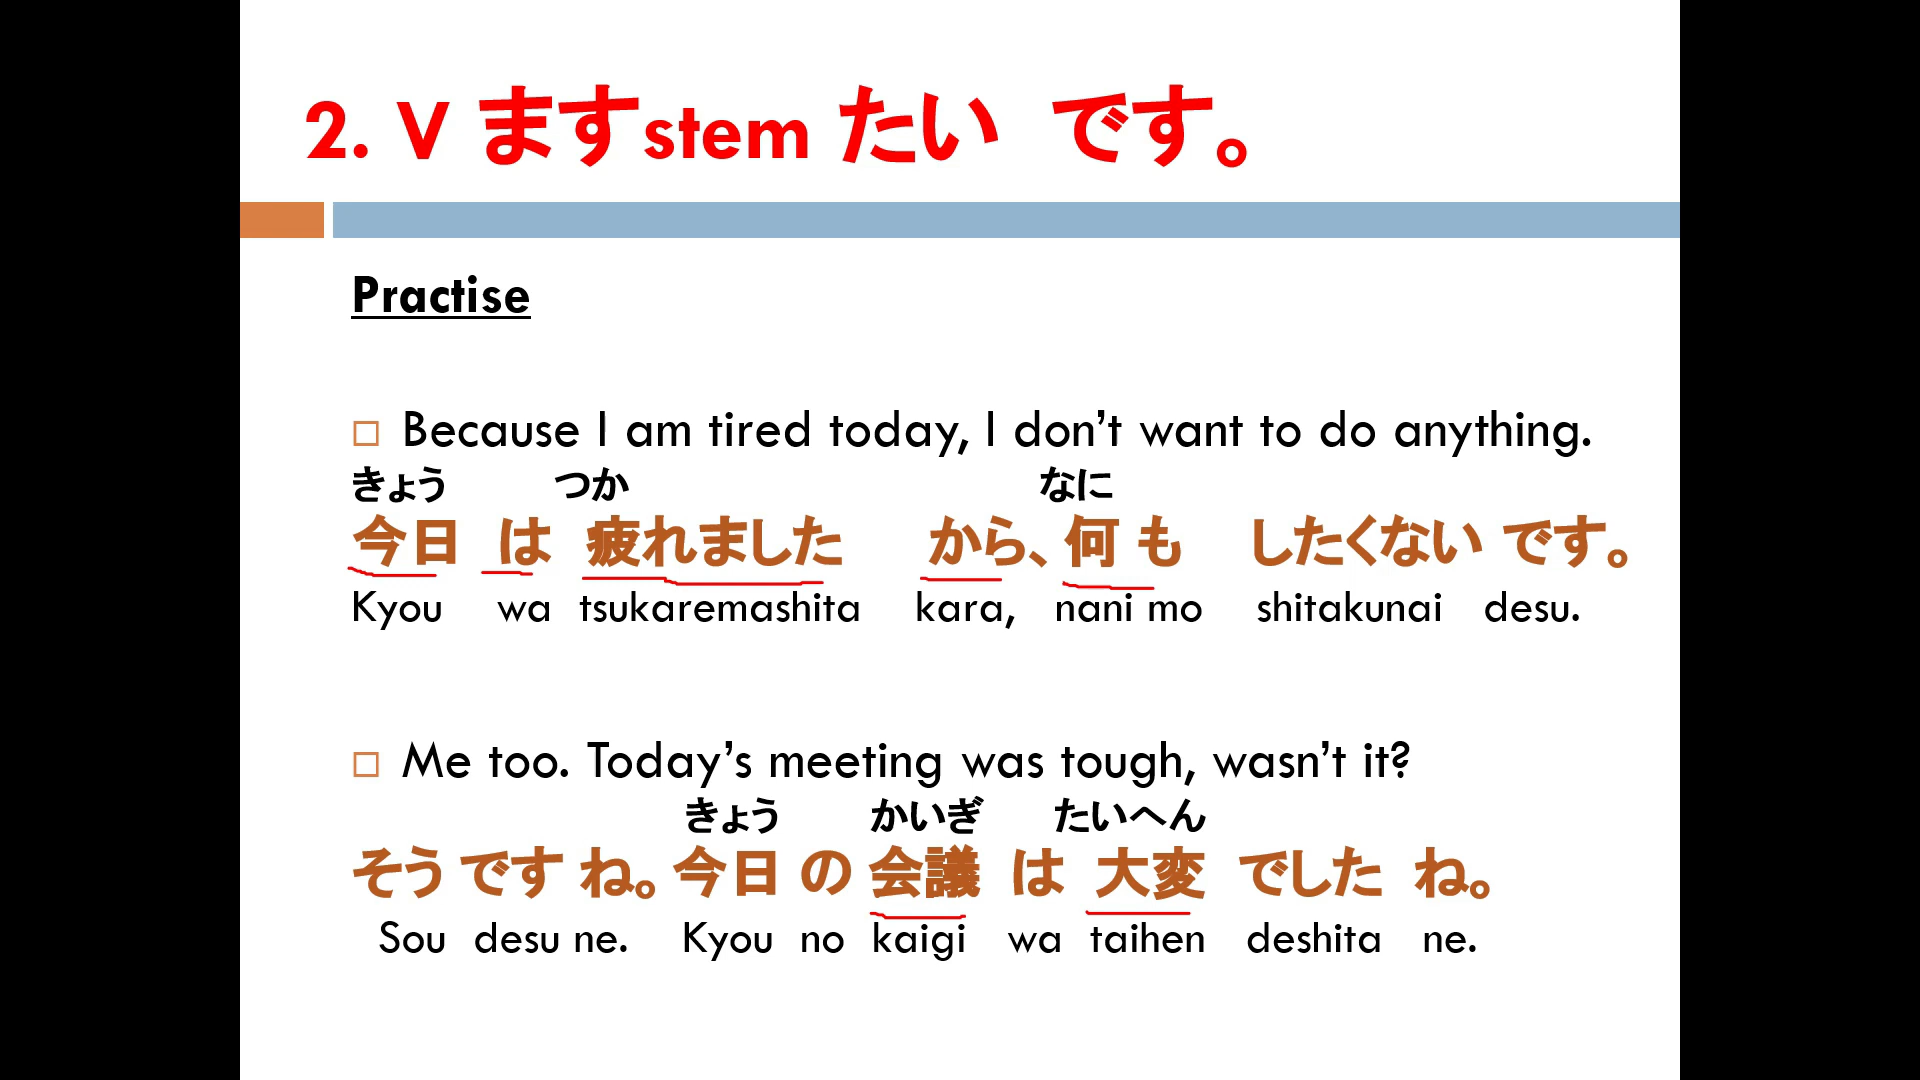 2. V ますstem たい です。
Practise
Because I am tired today, I don’t want to do anything.
きょう つか なに
今日 は 疲れました から、何 も したくない です。
Kyou wa tsukaremashita kara, nani mo shitakunai desu.
Me too. Today’s meeting was tough, wasn’t it?
きょう かいぎ たいへん
そう です ね。今日 の 会議 は 大変 でした ね。
Sou desu ne. Kyou no kaigi wa taihen deshita ne.